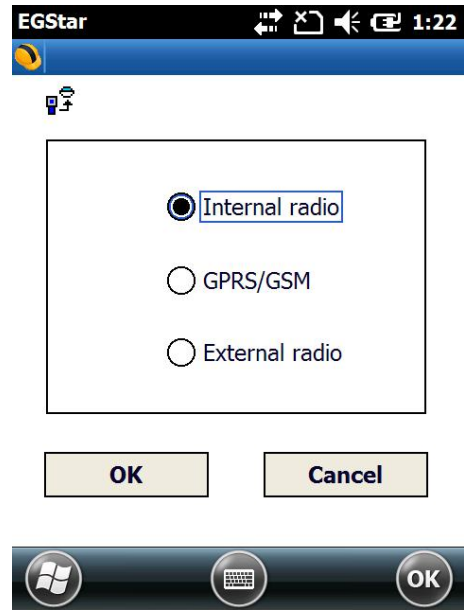 EGStar 1:22
Internal radio
GPRS/GSM
External radio
OK Cancel
OK